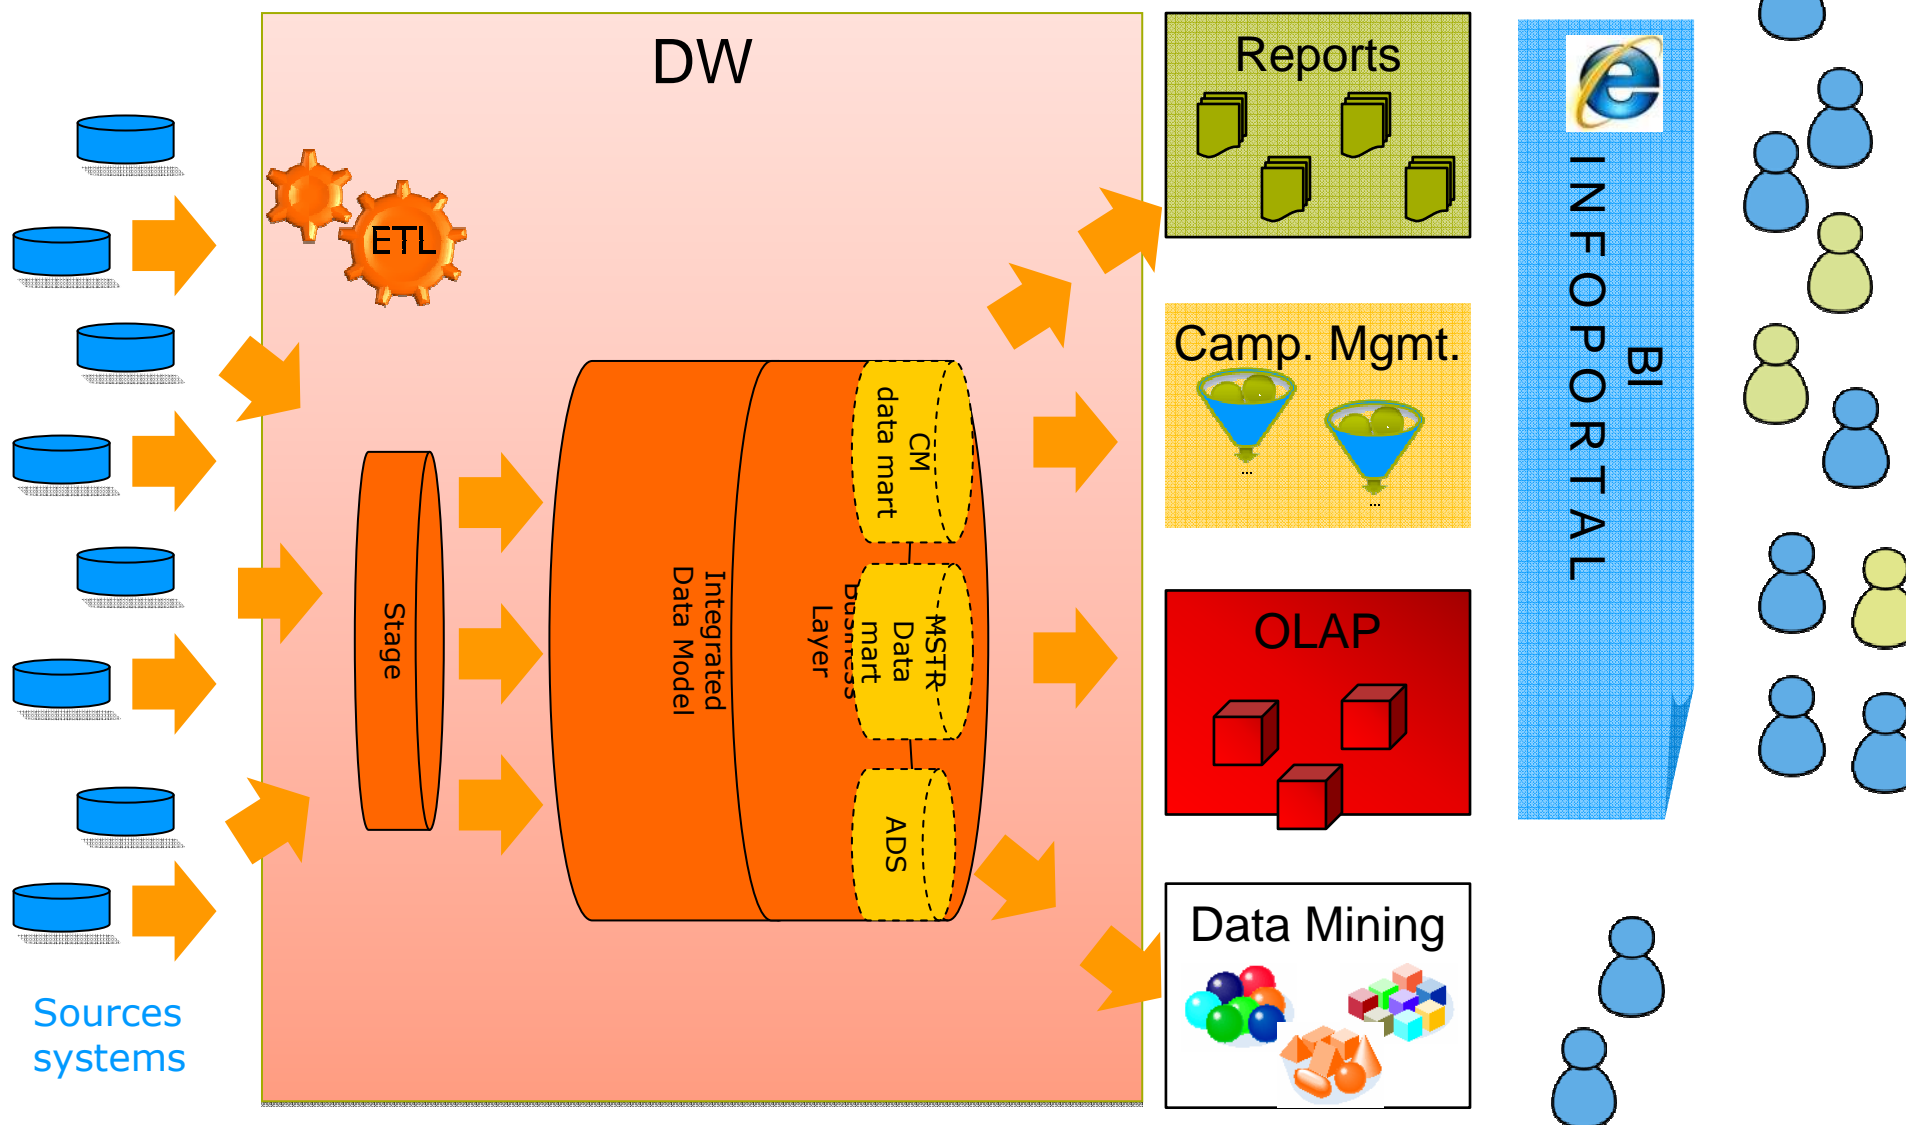 DW
Reports
ETL
Camp. Mgmt.
CM
data mart
BI
INFOPORTAL
Stage
Integrated
Data Model
Layer
MSTR
Data
mart
OLAP
ADS
Data Mining
Sources
systems
...
...